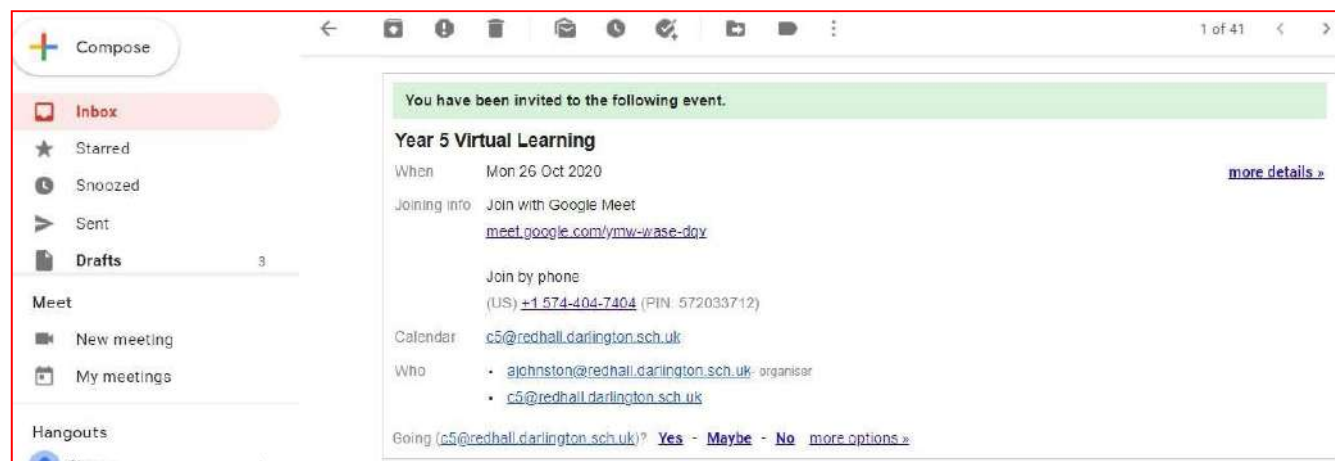 Compose
1 of 41
Inbox
Starred
Snoozed
Sent
Drafts 3
Meet
New meeting
My meetings
Hangouts
You have been invited to the following event.
Year 5 Virtual Learning
When Mon 26 Oct 2020
more details »
Joining info Join with Google Meet
meet.google.com/ymw-wase-dqv
Join by phone
(US) +1 574-404-7404 (PIN: 572033712)
Calendar c5@redhall.darlington.sch.uk
Who • ajohnston@redhall.darlington.sch.uk- organiser
• c5@redhall.darlington.sch.uk
Going (c5@redhall.darlington.sch.uk)? Yes - Maybe - No more options »